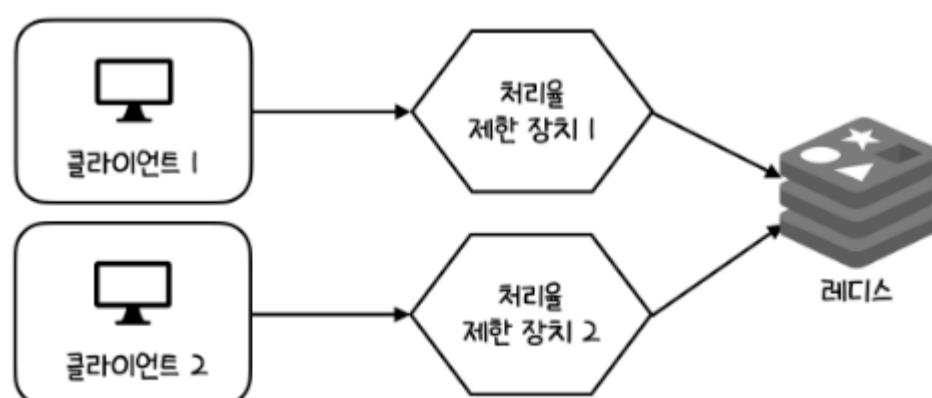 클라이언트 1
처리율
제한 장치 1
레디스
클라이언트 2
처리율
제한 장치 2